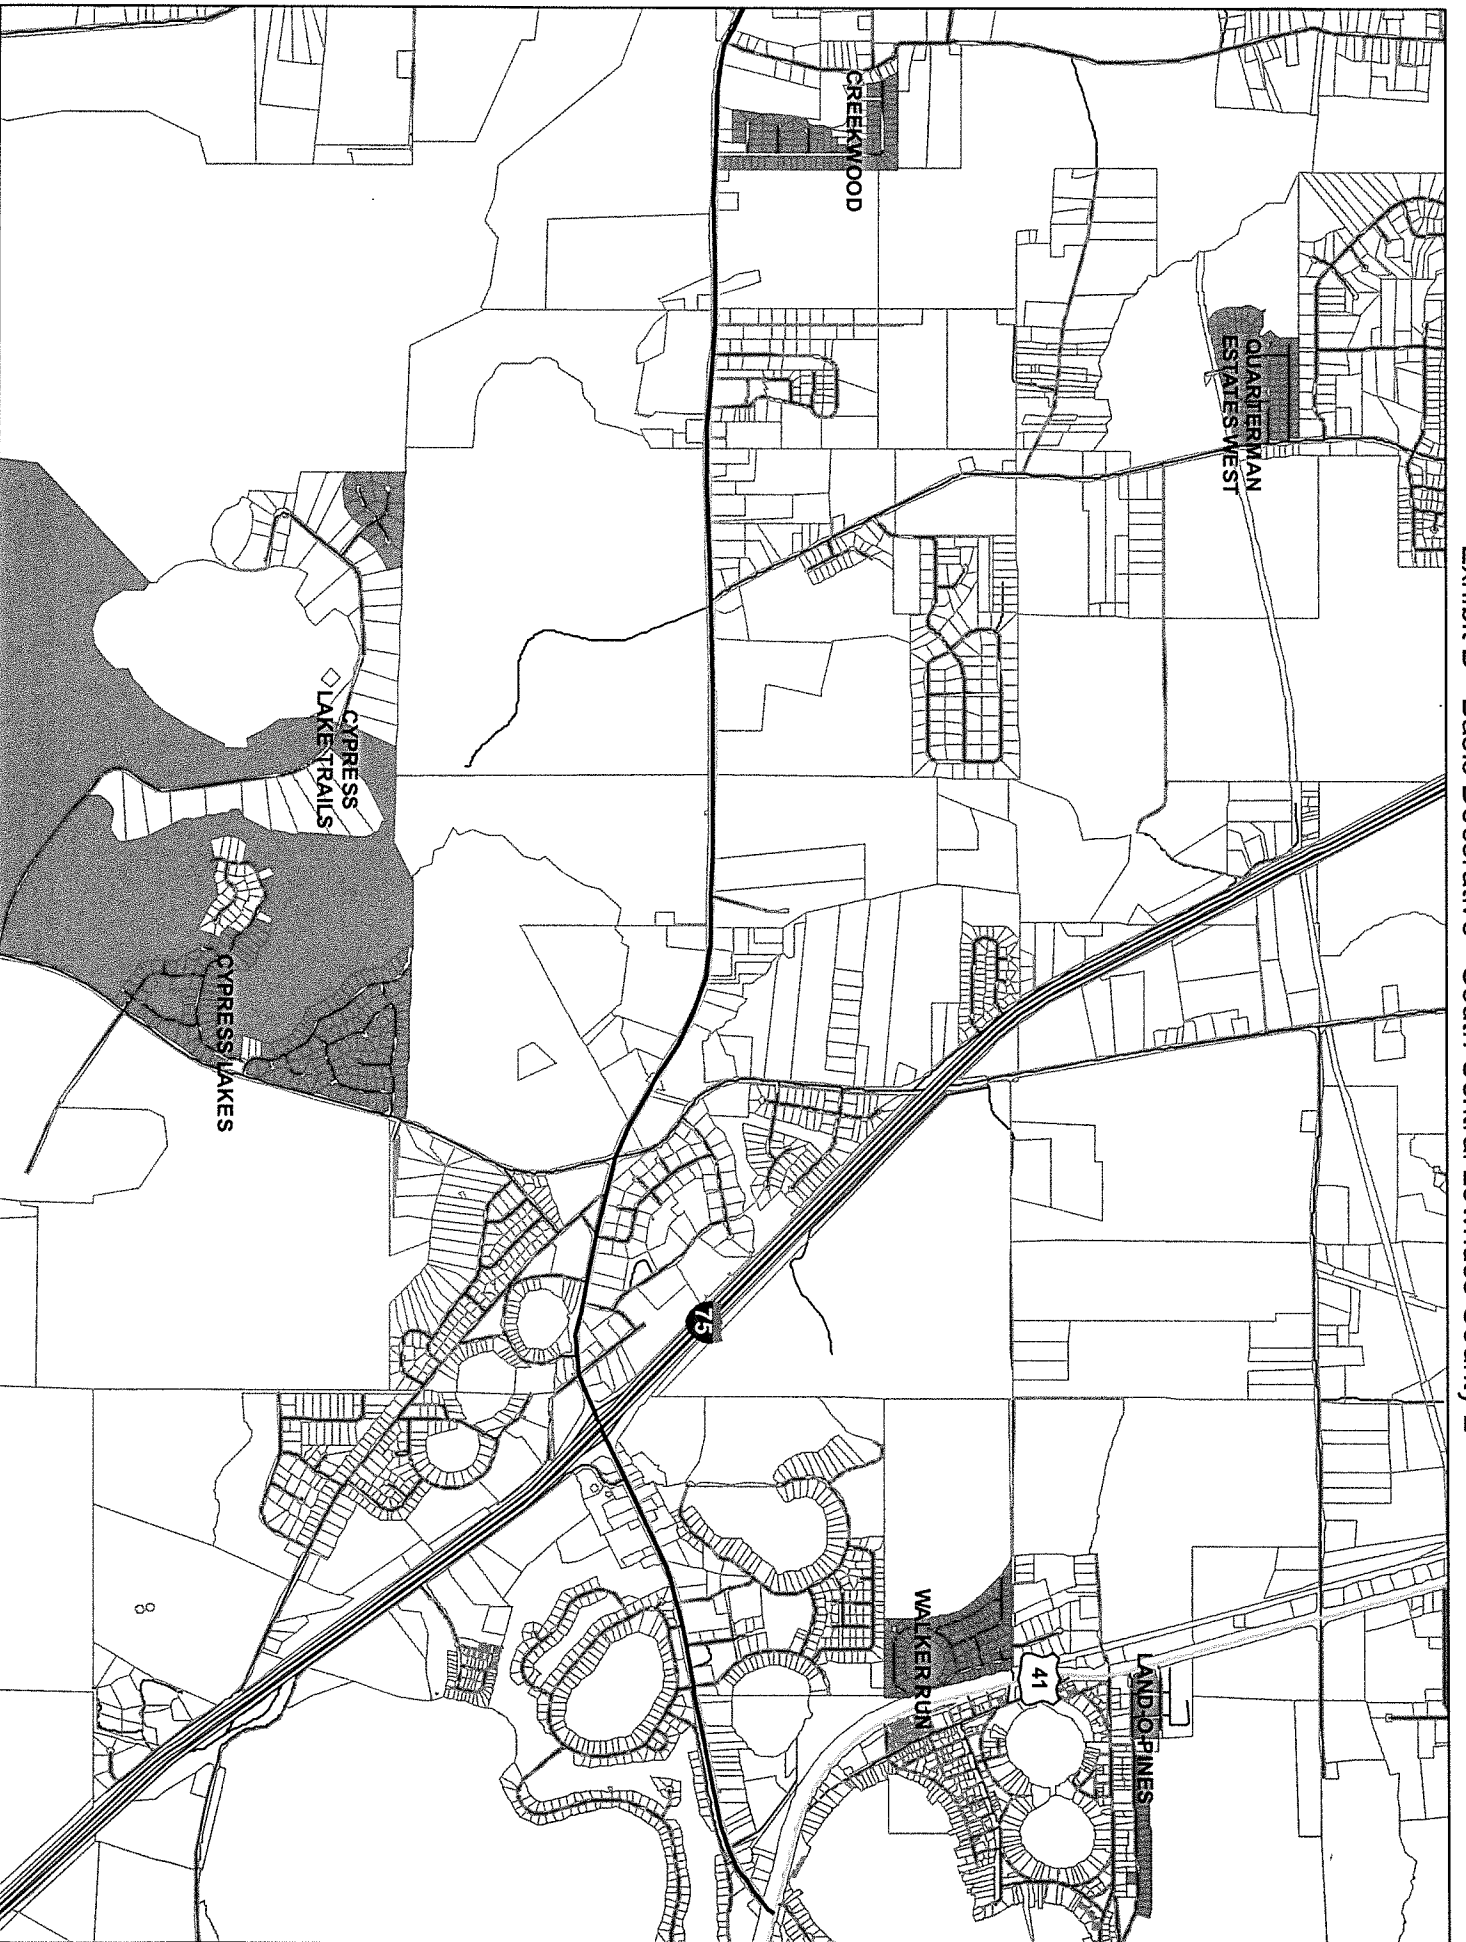 CREEKWOOD
QUARTERMAN
ESTATES WEST
CYPRESS
LAKE TRAILS
CYPRESS LAKES
75
WALKER RUN
41
LAND-O-PINES